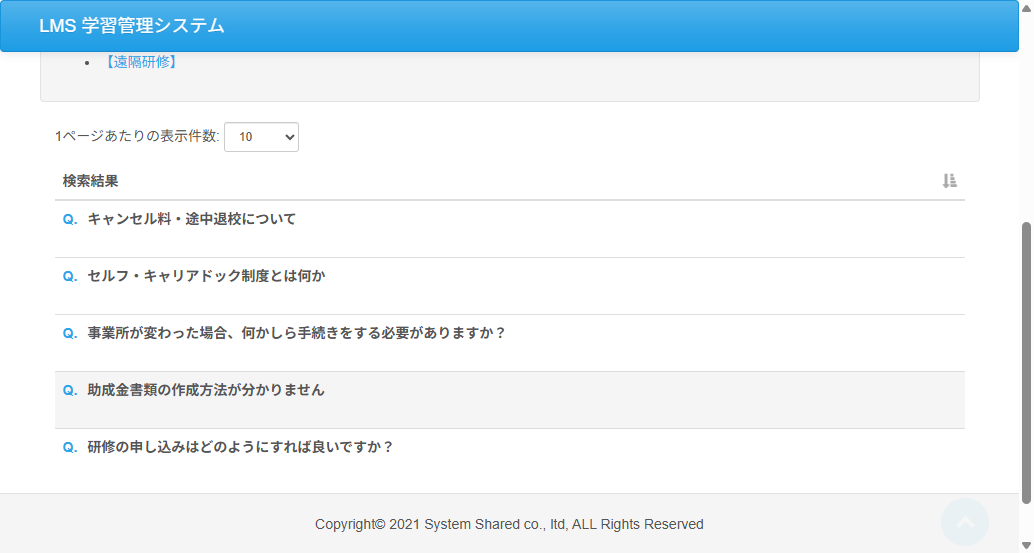 LMS 学習管理システム
• 【遠隔研修】
1ページあたりの表示件数: 10
検索結果
Q. キャンセル料・途中退校について
Q. セルフ・キャリアドック制度とは何か
Q. 事業所が変わった場合、何かしら手続きをする必要がありますか？
Q. 助成金書類の作成方法が分かりません
Q. 研修の申し込みはどのようにすれば良いですか？
Copyright© 2021 System Shared co., ltd, ALL Rights Reserved